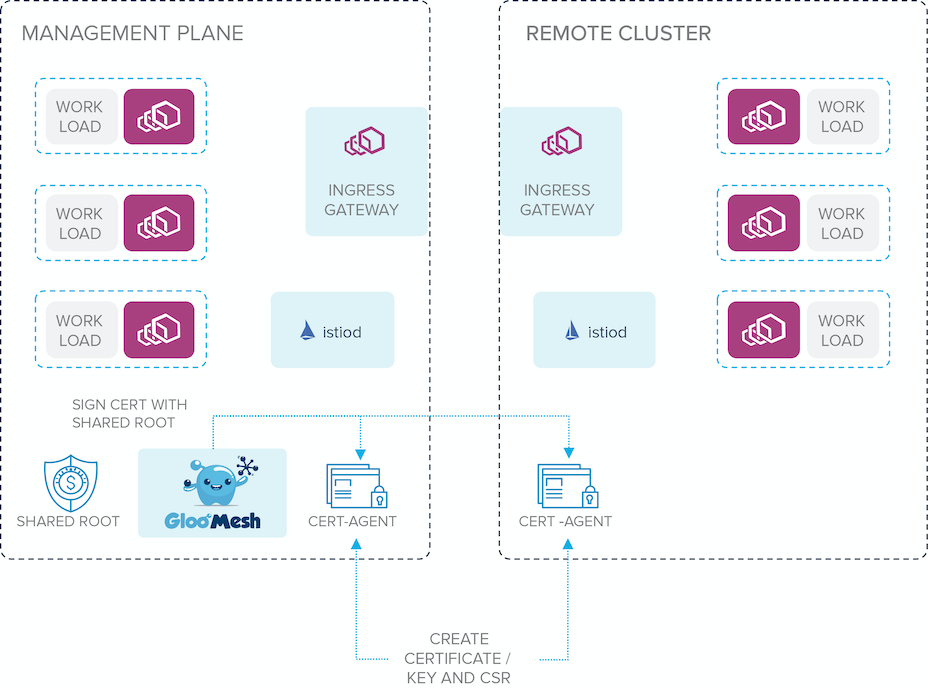 MANAGEMENT PLANE
REMOTE CLUSTER
WORK
LOAD
WORK
LOAD
WORK
LOAD
INGRESS
GATEWAY
istiod
INGRESS
GATEWAY
istiod
WORK
LOAD
WORK
LOAD
WORK
LOAD
SIGN CERT WITH
SHARED ROOT
SHARED ROOT
Gloo Mesh
CERT-AGENT
CERT -AGENT
CREATE
CERTIFICATE /
KEY AND CSR